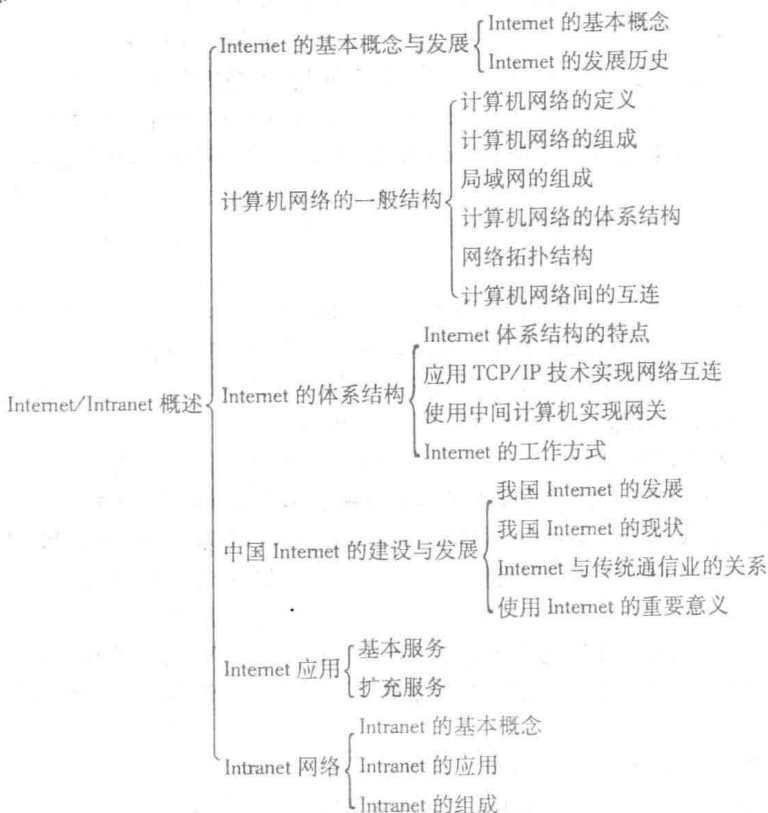 Internet/Intranet 概述
Internet 的基本概念与发展
Internet 的基本概念
Internet 的发展历史
计算机网络的一般结构
计算机网络的定义
计算机网络的组成
局域网的组成
计算机网络的体系结构
网络拓扑结构
计算机网络间的互连
Internet 的体系结构
Internet 体系结构的特点
应用 TCP/IP 技术实现网络互连
使用中间计算机实现网关
Internet 的工作方式
中国 Internet 的建设与发展
我国 Internet 的发展
我国 Internet 的现状
Internet 与传统通信业的关系
使用 Internet 的重要意义
Internet 应用
基本服务
扩充服务
Intranet 网络
Intranet 的基本概念
Intranet 的应用
Intranet 的组成